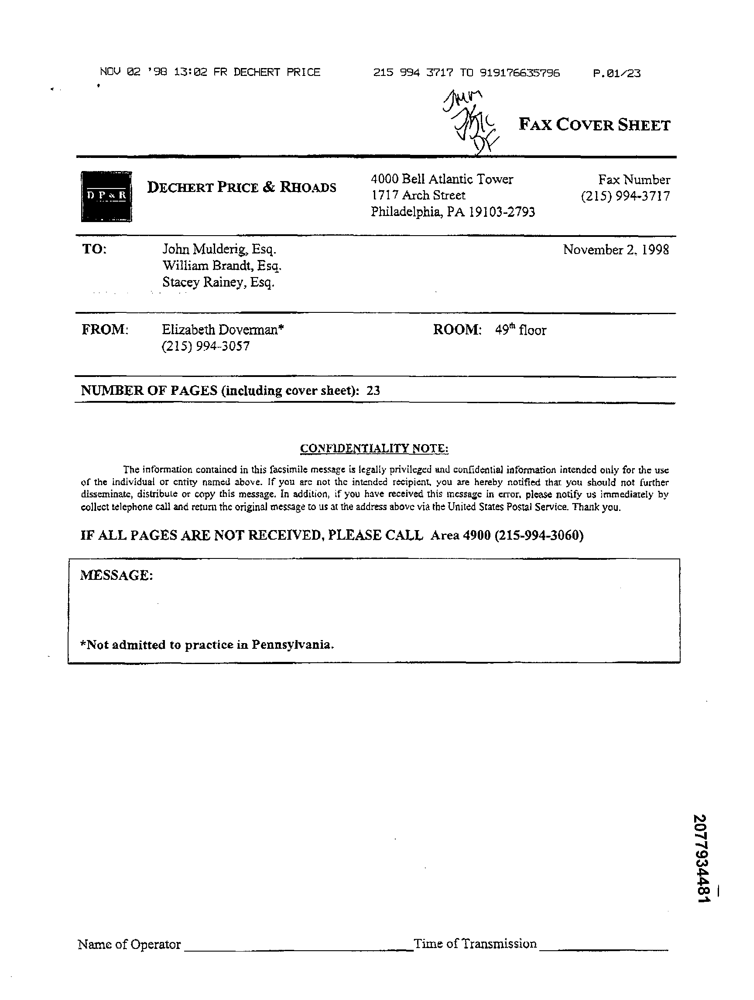 NOV 02 '98 13:02 FR DECHERT PRICE 215 994 3717 TO 919176635796 P.01/23
FAX COVER SHEET
D P & R
DECHERT PRICE & RHOADS
4000 Bell Atlantic Tower
1717 Arch Street
Philadelphia, PA 19103-2793
Fax Number
(215) 994-3717
TO: John Mulderig, Esq.
William Brandt, Esq.
Stacey Rainey, Esq.
November 2, 1998
FROM: Elizabeth Doverman*
(215) 994-3057
ROOM: 49th floor
NUMBER OF PAGES (including cover sheet): 23
CONFIDENTIALITY NOTE:
The information contained in this facsimile message is legally privileged and confidential information intended only for the use
of the individual or entity named above. If you are not the intended recipient, you are hereby notified that you should not further
disseminate, distribute or copy this message. In addition, if you have received this message in error, please notify us immediately by
collect telephone call and return the original message to us at the address above via the United States Postal Service. Thank you.
IF ALL PAGES ARE NOT RECEIVED, PLEASE CALL Area 4900 (215-994-3060)
MESSAGE:
*Not admitted to practice in Pennsylvania.
2077934481
Name of Operator Time of Transmission